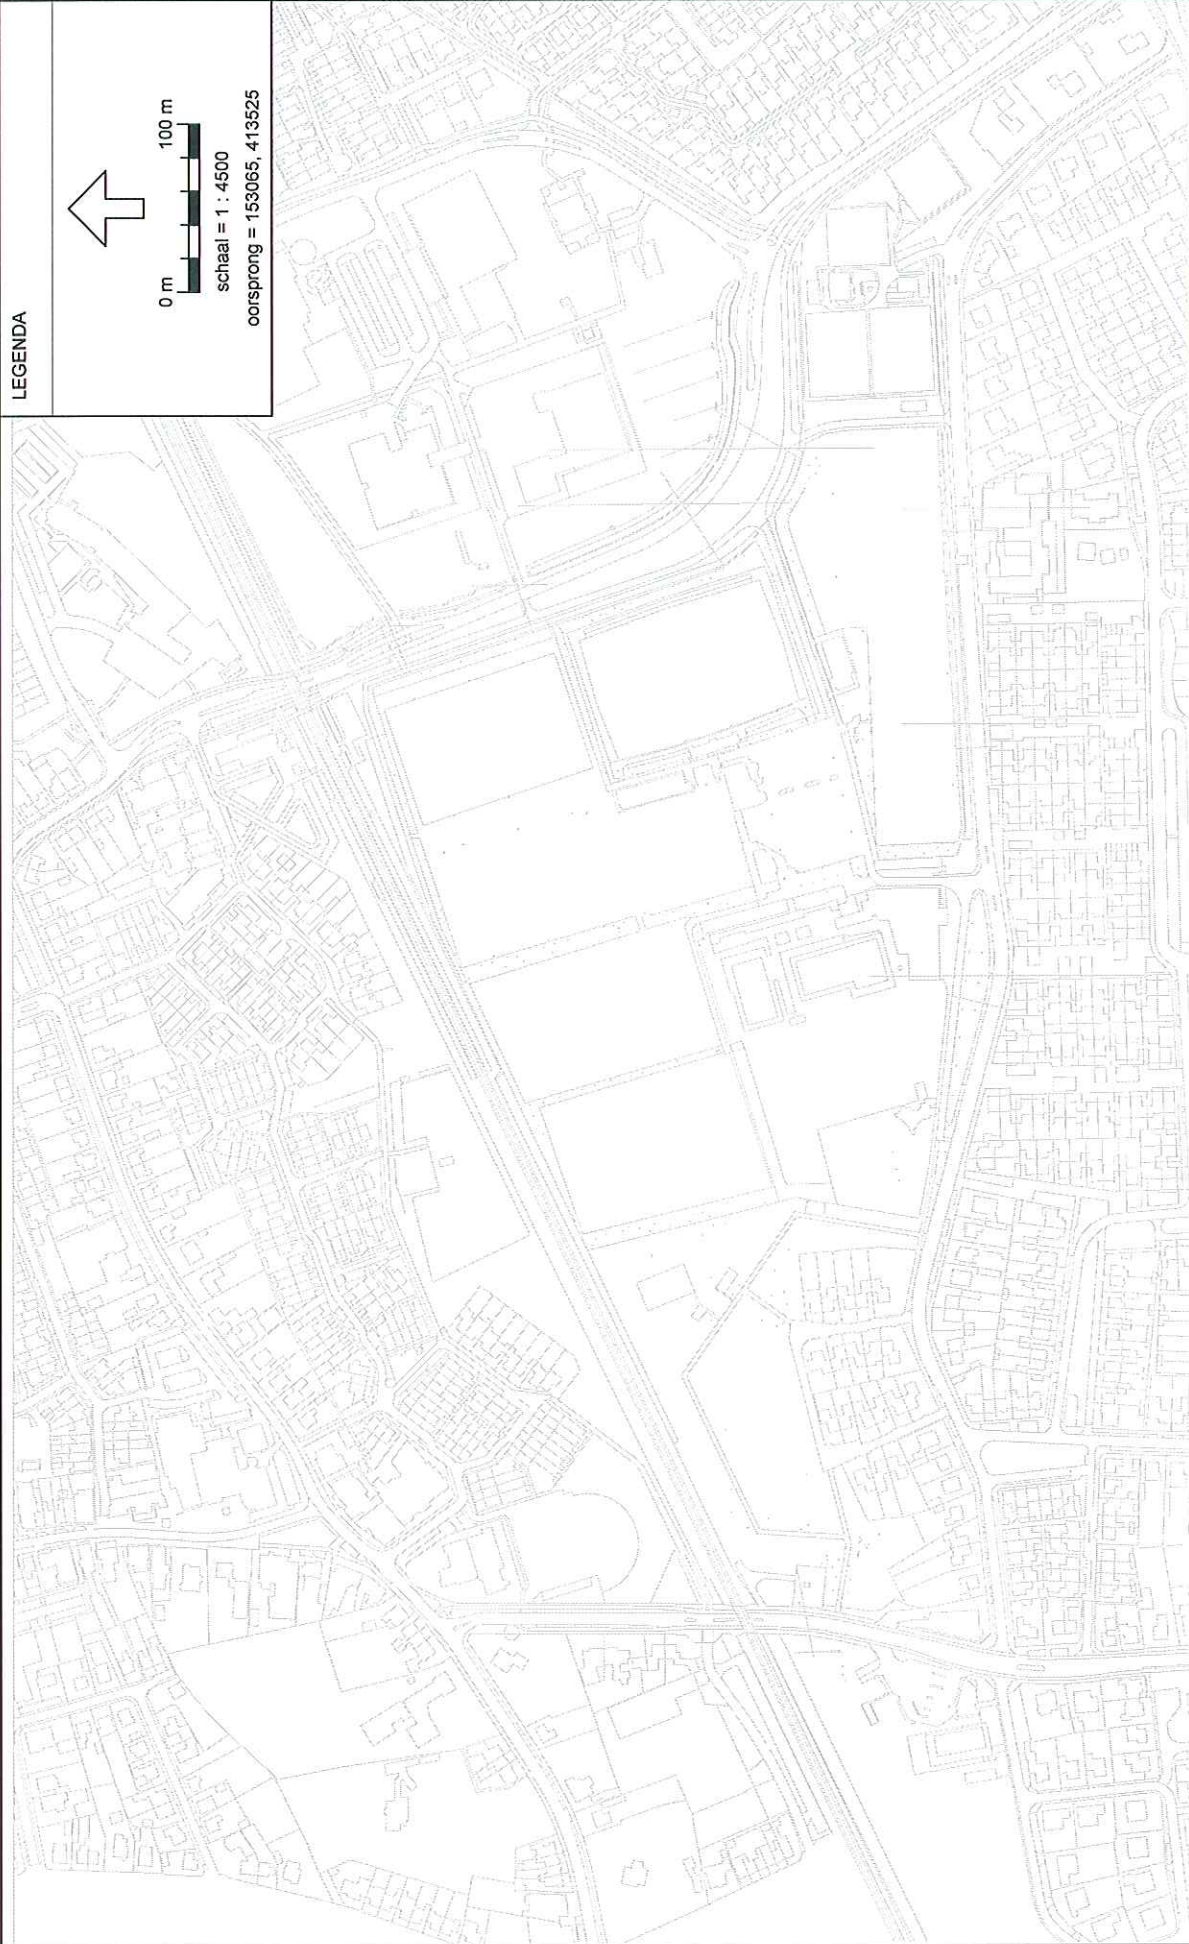 LEGENDA
0 m 100 m
schaal = 1 : 4500
oorsprong = 153065, 413525